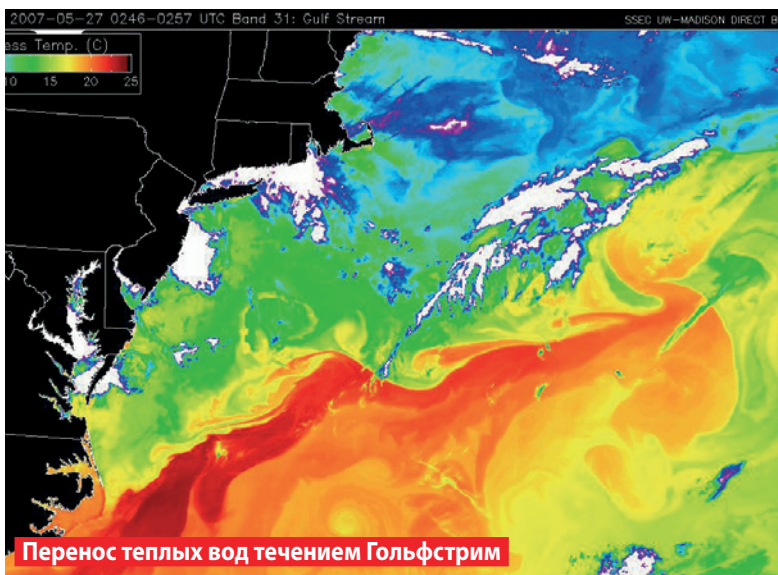 2007-05-27 0246-0257 UTC Band 31: Gulf Stream
SSEC UW-MADISON DIRECT B
ess Temp. (C)
10 15 20 25
Перенос теплых вод течением Гольфстрим